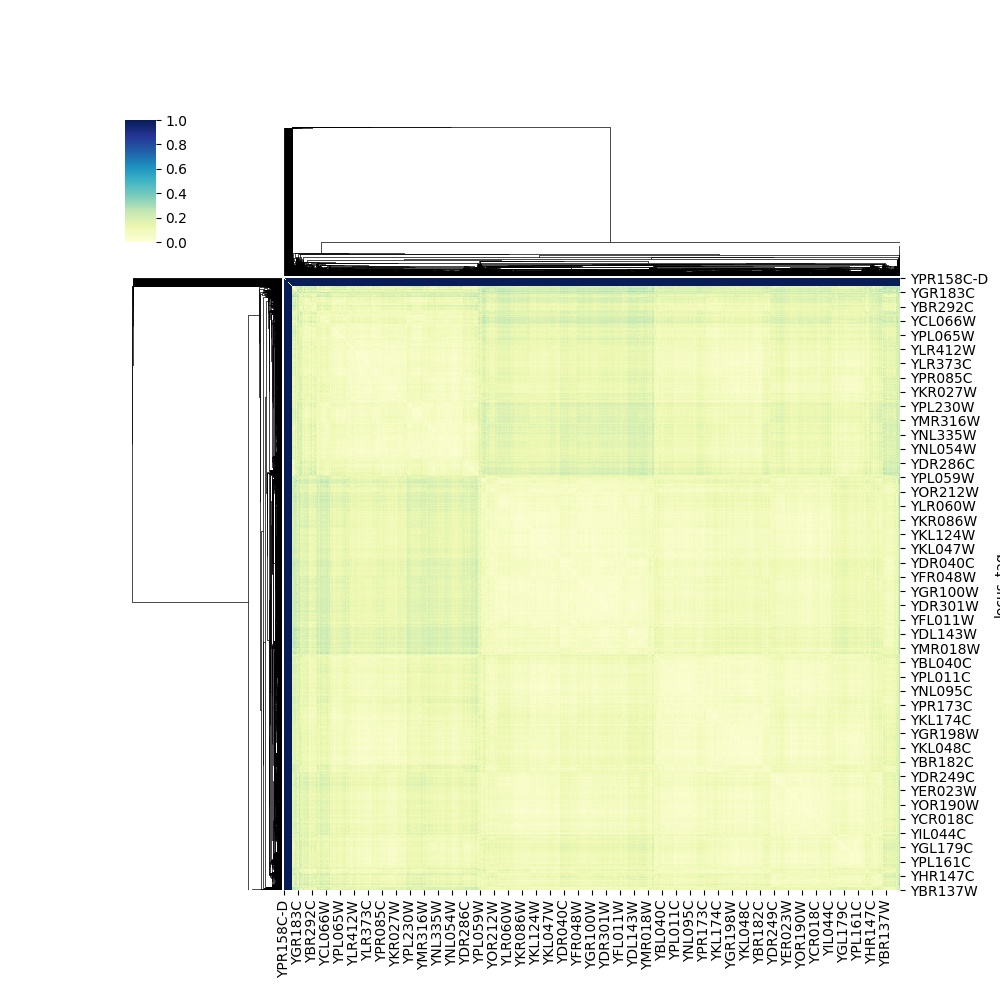 1.0
0.8
0.6
0.4
0.2
0.0
YPR158C-D
YGR183C
YBR292C
YCL066W
YPL065W
YLR412W
YLR373C
YPR085C
YKR027W
YPL230W
YMR316W
YNL335W
YNL054W
YDR286C
YPL059W
YOR212W
YLR060W
YKR086W
YKL124W
YKL047W
YDR040C
YFR048W
YGR100W
YDR301W
YFL011W
YDL143W
YMR018W
YBL040C
YPL011C
YNL095C
YPR173C
YKL174C
YGR198W
YKL048C
YBR182C
YDR249C
YER023W
YOR190W
YCR018C
YIL044C
YGL179C
YPL161C
YHR147C
YBR137W
locus_tag
YPR158C-D
YGR183C
YBR292C
YCL066W
YPL065W
YLR412W
YLR373C
YPR085C
YKR027W
YPL230W
YMR316W
YNL335W
YNL054W
YDR286C
YPL059W
YOR212W
YLR060W
YKR086W
YKL124W
YKL047W
YDR040C
YFR048W
YGR100W
YDR301W
YFL011W
YDL143W
YMR018W
YBL040C
YPL011C
YNL095C
YPR173C
YKL174C
YGR198W
YKL048C
YBR182C
YDR249C
YER023W
YOR190W
YCR018C
YIL044C
YGL179C
YPL161C
YHR147C
YBR137W